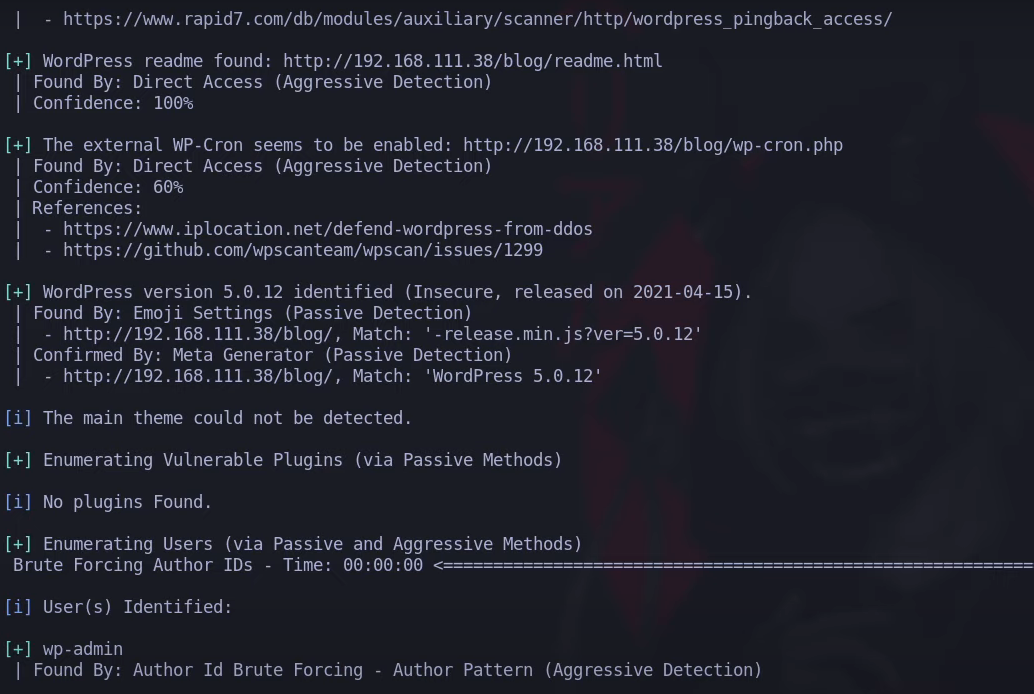 |  - https://www.rapid7.com/db/modules/auxiliary/scanner/http/wordpress_pingback_access/
[+] WordPress readme found: http://192.168.111.38/blog/readme.html
| Found By: Direct Access (Aggressive Detection)
| Confidence: 100%
[+] The external WP-Cron seems to be enabled: http://192.168.111.38/blog/wp-cron.php
| Found By: Direct Access (Aggressive Detection)
| Confidence: 60%
| References:
|  - https://www.iplocation.net/defend-wordpress-from-ddos
|  - https://github.com/wpscanteam/wpscan/issues/1299
[+] WordPress version 5.0.12 identified (Insecure, released on 2021-04-15).
| Found By: Emoji Settings (Passive Detection)
|  - http://192.168.111.38/blog/, Match: '-release.min.js?ver=5.0.12'
| Confirmed By: Meta Generator (Passive Detection)
|  - http://192.168.111.38/blog/, Match: 'WordPress 5.0.12'
[i] The main theme could not be detected.
[+] Enumerating Vulnerable Plugins (via Passive Methods)
[i] No plugins Found.
[+] Enumerating Users (via Passive and Aggressive Methods)
Brute Forcing Author IDs - Time: 00:00:00 <============================================================
[i] User(s) Identified:
[+] wp-admin
| Found By: Author Id Brute Forcing - Author Pattern (Aggressive Detection)